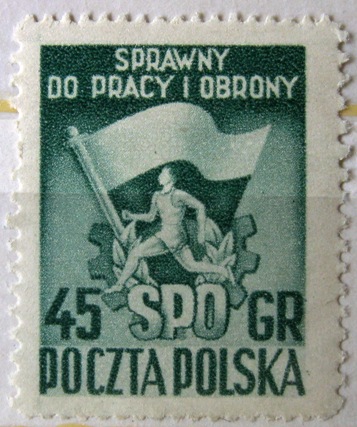 SPRAWNY
DO PRACY I OBRONY
45 SPO GR
POCZTA POLSKA